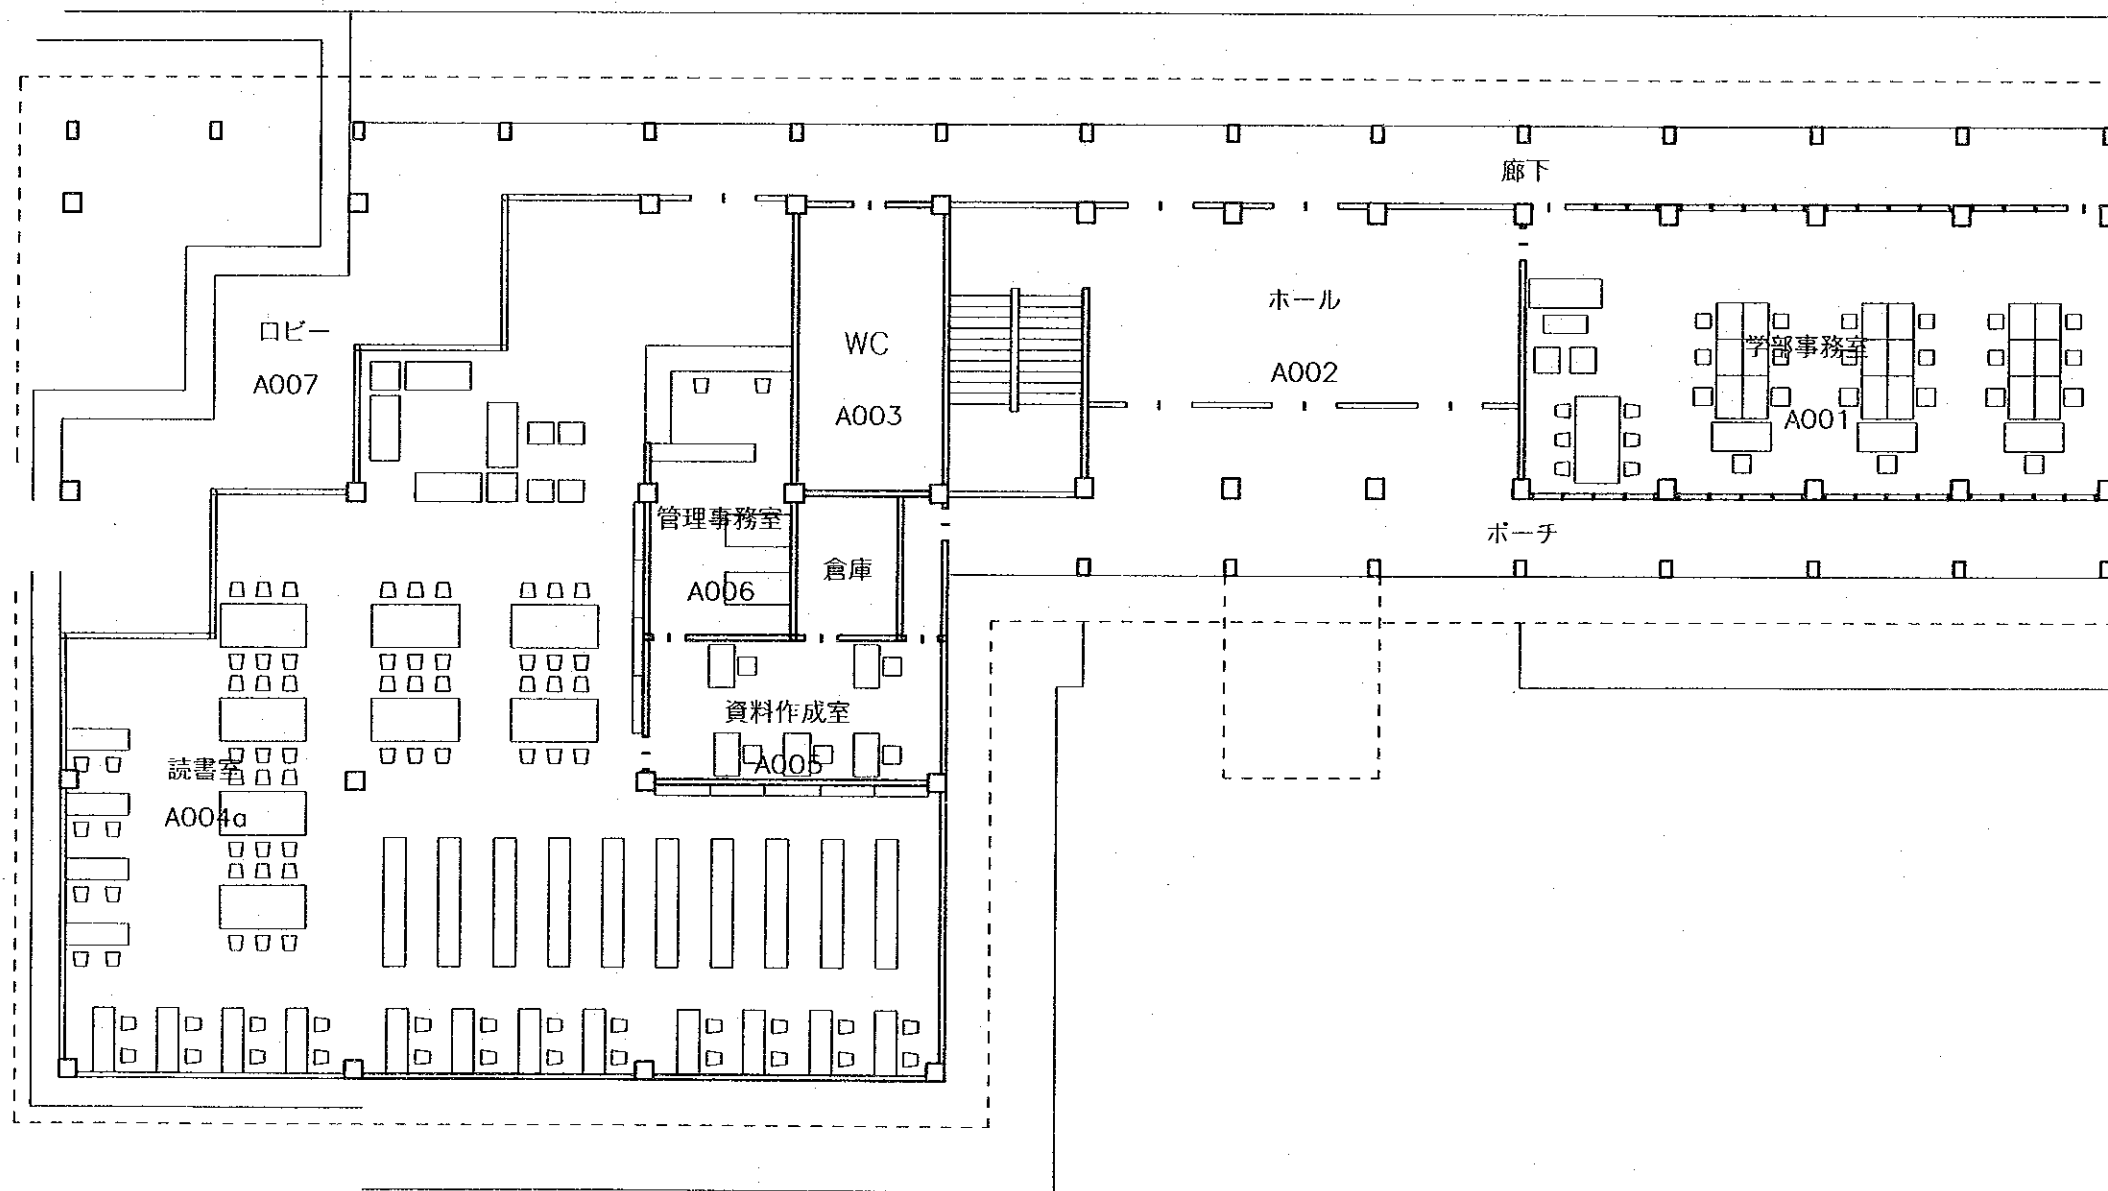 廊下
ホール
A002
ロビー
A007
WC
A003
学部事務室
A001
管理事務室
A006
倉庫
ポーチ
資料作成室
A005
読書室
A004a